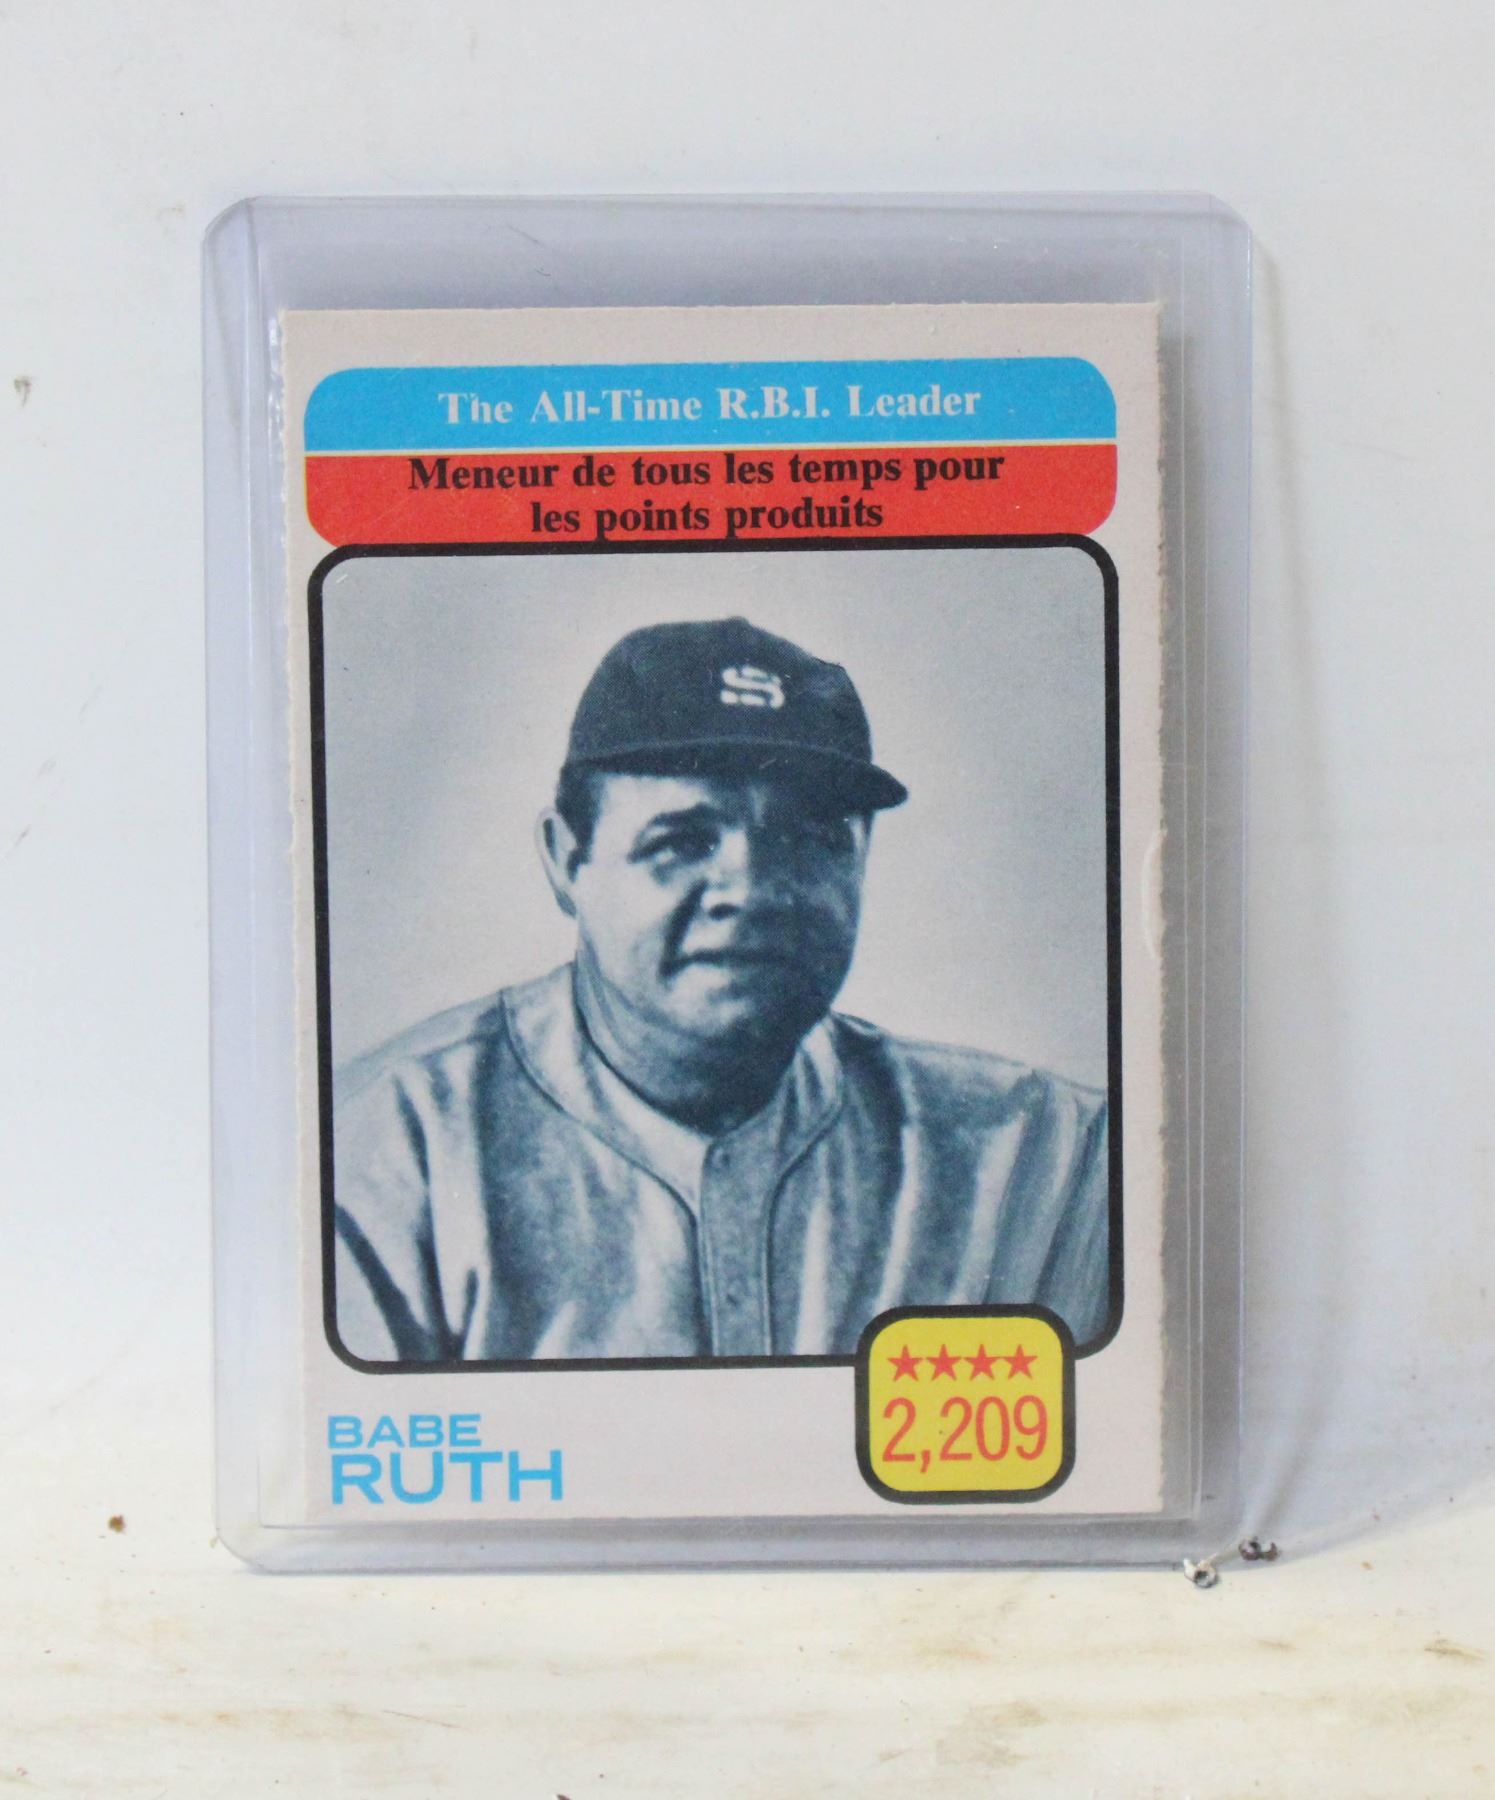 The All-Time R.B.I. Leader
Meneur de tous les temps pour
les points produits
S
★★★★
2,209
BABE
RUTH